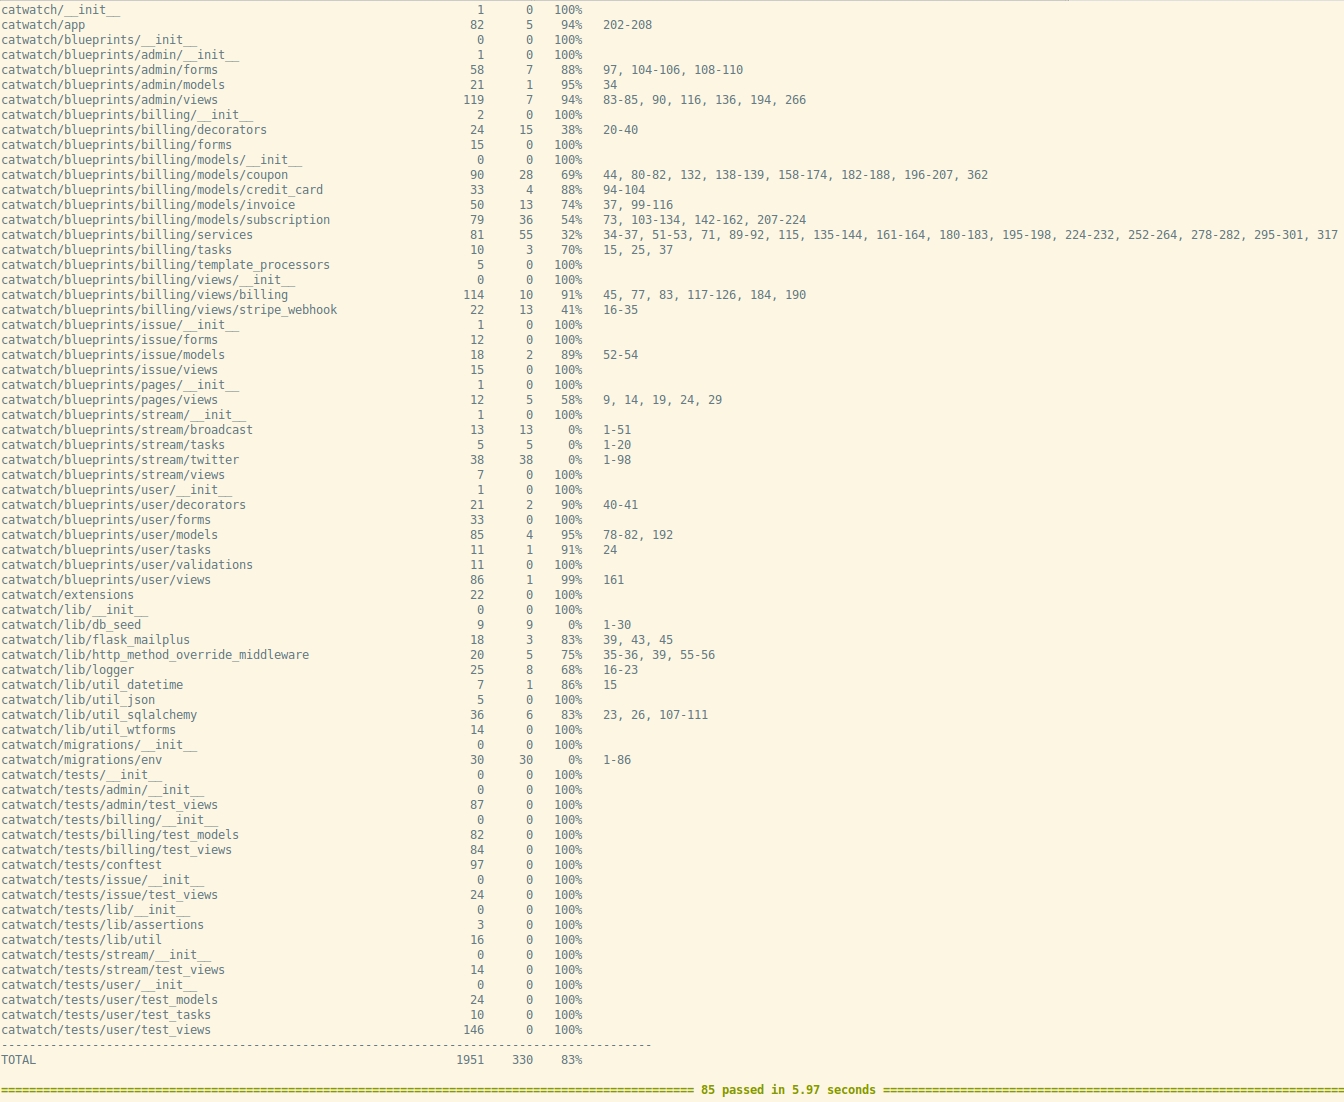 catwatch/__init__ 1 0 100%
catwatch/app 82 5 94% 202-208
catwatch/blueprints/__init__ 0 0 100%
catwatch/blueprints/admin/__init__ 1 0 100%
catwatch/blueprints/admin/forms 58 7 88% 97, 104-106, 108-110
catwatch/blueprints/admin/models 21 1 95% 34
catwatch/blueprints/admin/views 119 7 94% 83-85, 90, 116, 136, 194, 266
catwatch/blueprints/billing/__init__ 2 0 100%
catwatch/blueprints/billing/decorators 24 15 38% 20-40
catwatch/blueprints/billing/forms 15 0 100%
catwatch/blueprints/billing/models/__init__ 0 0 100%
catwatch/blueprints/billing/models/coupon 90 28 69% 44, 80-82, 132, 138-139, 158-174, 182-188, 196-207, 362
catwatch/blueprints/billing/models/credit_card 33 4 88% 94-104
catwatch/blueprints/billing/models/invoice 50 13 74% 37, 99-116
catwatch/blueprints/billing/models/subscription 79 36 54% 73, 103-134, 142-162, 207-224
catwatch/blueprints/billing/services 81 55 32% 34-37, 51-53, 71, 89-92, 115, 135-144, 161-164, 180-183, 195-198, 224-232, 252-264, 278-282, 295-301, 317
catwatch/blueprints/billing/tasks 10 3 70% 15, 25, 37
catwatch/blueprints/billing/template_processors 5 0 100%
catwatch/blueprints/billing/views/__init__ 0 0 100%
catwatch/blueprints/billing/views/billing 114 10 91% 45, 77, 83, 117-126, 184, 190
catwatch/blueprints/billing/views/stripe_webhook 22 13 41% 16-35
catwatch/blueprints/issue/__init__ 1 0 100%
catwatch/blueprints/issue/forms 12 0 100%
catwatch/blueprints/issue/models 18 2 89% 52-54
catwatch/blueprints/issue/views 15 0 100%
catwatch/blueprints/pages/__init__ 1 0 100%
catwatch/blueprints/pages/views 12 5 58% 9, 14, 19, 24, 29
catwatch/blueprints/stream/__init__ 1 0 100%
catwatch/blueprints/stream/broadcast 13 13 0% 1-51
catwatch/blueprints/stream/tasks 5 5 0% 1-20
catwatch/blueprints/stream/twitter 38 38 0% 1-98
catwatch/blueprints/stream/views 7 0 100%
catwatch/blueprints/user/__init__ 1 0 100%
catwatch/blueprints/user/decorators 21 2 90% 40-41
catwatch/blueprints/user/forms 33 0 100%
catwatch/blueprints/user/models 85 4 95% 78-82, 192
catwatch/blueprints/user/tasks 11 1 91% 24
catwatch/blueprints/user/validations 11 0 100%
catwatch/blueprints/user/views 86 1 99% 161
catwatch/extensions 22 0 100%
catwatch/lib/__init__ 0 0 100%
catwatch/lib/db_seed 9 9 0% 1-30
catwatch/lib/flask_mailplus 18 3 83% 39, 43, 45
catwatch/lib/http_method_override_middleware 20 5 75% 35-36, 39, 55-56
catwatch/lib/logger 25 8 68% 16-23
catwatch/lib/util_datetime 7 1 86% 15
catwatch/lib/util_json 5 0 100%
catwatch/lib/util_sqlalchemy 36 6 83% 23, 26, 107-111
catwatch/lib/util_wtforms 14 0 100%
catwatch/migrations/__init__ 0 0 100%
catwatch/migrations/env 30 30 0% 1-86
catwatch/tests/__init__ 0 0 100%
catwatch/tests/admin/__init__ 0 0 100%
catwatch/tests/admin/test_views 87 0 100%
catwatch/tests/billing/__init__ 0 0 100%
catwatch/tests/billing/test_models 82 0 100%
catwatch/tests/billing/test_views 84 0 100%
catwatch/tests/conftest 97 0 100%
catwatch/tests/issue/__init__ 0 0 100%
catwatch/tests/issue/test_views 24 0 100%
catwatch/tests/lib/__init__ 0 0 100%
catwatch/tests/lib/assertions 3 0 100%
catwatch/tests/lib/util 16 0 100%
catwatch/tests/stream/__init__ 0 0 100%
catwatch/tests/stream/test_views 14 0 100%
catwatch/tests/user/__init__ 0 0 100%
catwatch/tests/user/test_models 24 0 100%
catwatch/tests/user/test_tasks 10 0 100%
catwatch/tests/user/test_views 146 0 100%
---------------------------------------------------------------------------------------------
TOTAL 1951 330 83%
=================================================================================================== 85 passed in 5.97 seconds ==================================================================